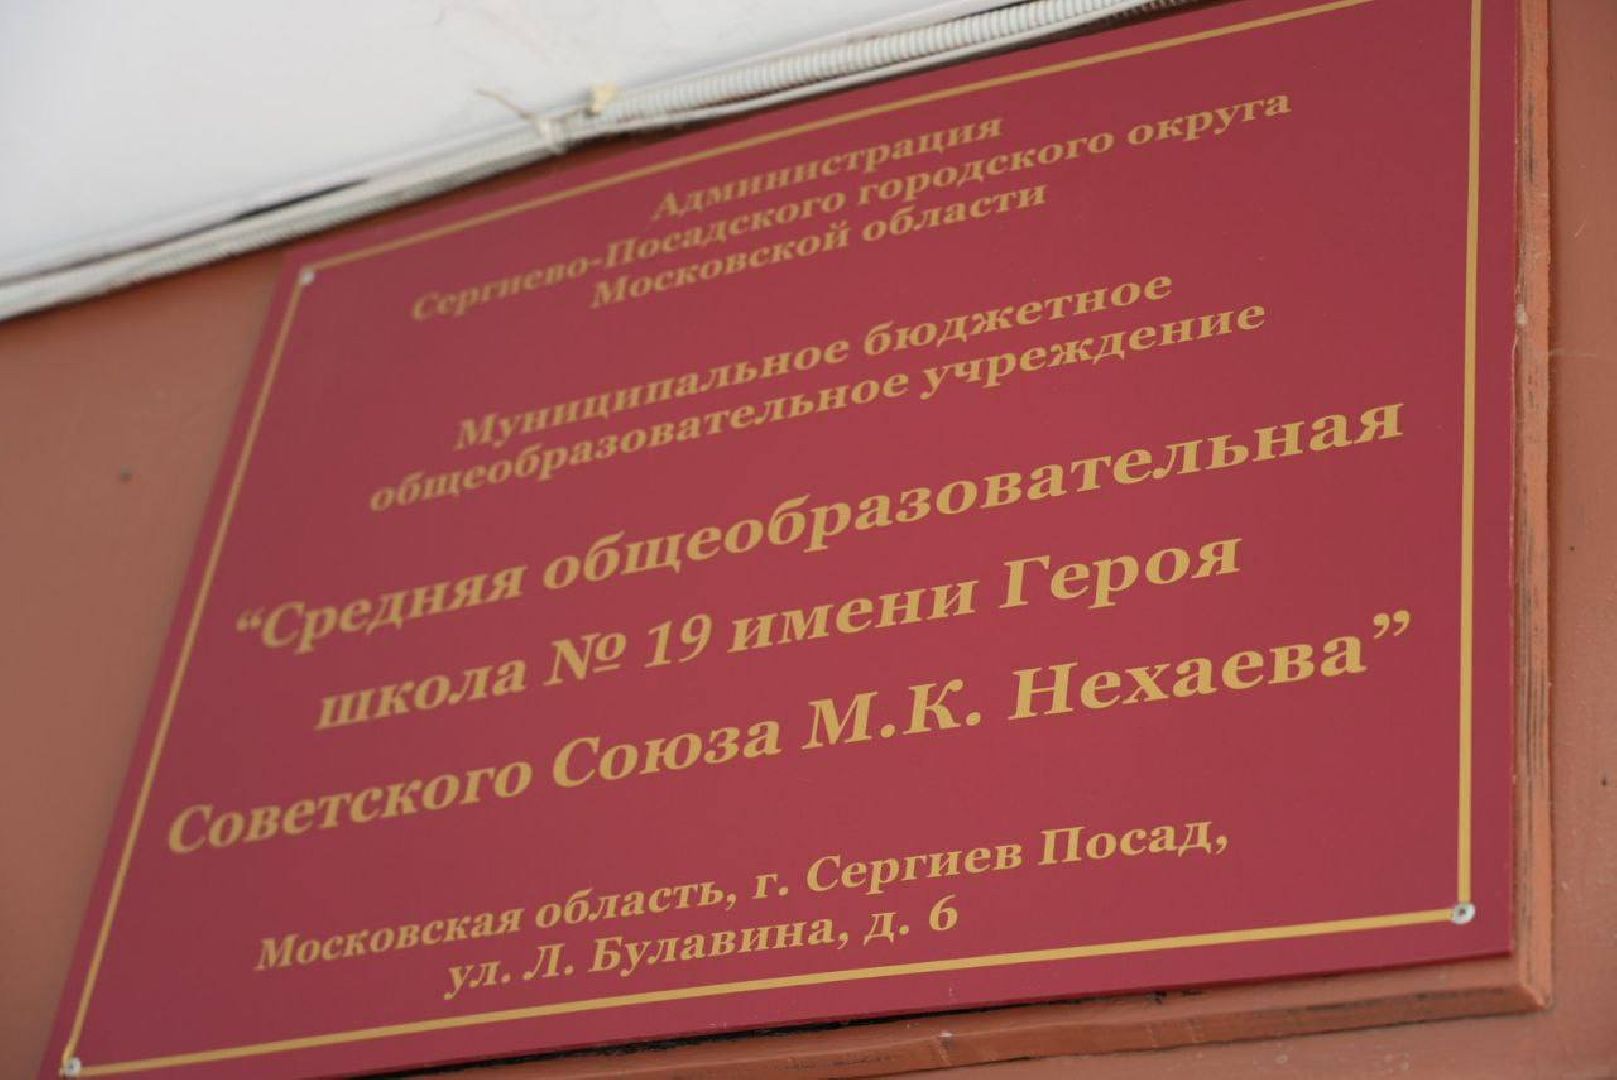 Администрация
Сергиево-Посадского городского округа
Московской области
Муниципальное бюджетное
общеобразовательное учреждение
“Средняя общеобразовательная
школа № 19 имени Героя
Советского Союза М.К. Нехаева”
Московская область, г. Сергиев Посад,
ул. Л. Булавина, д. 6